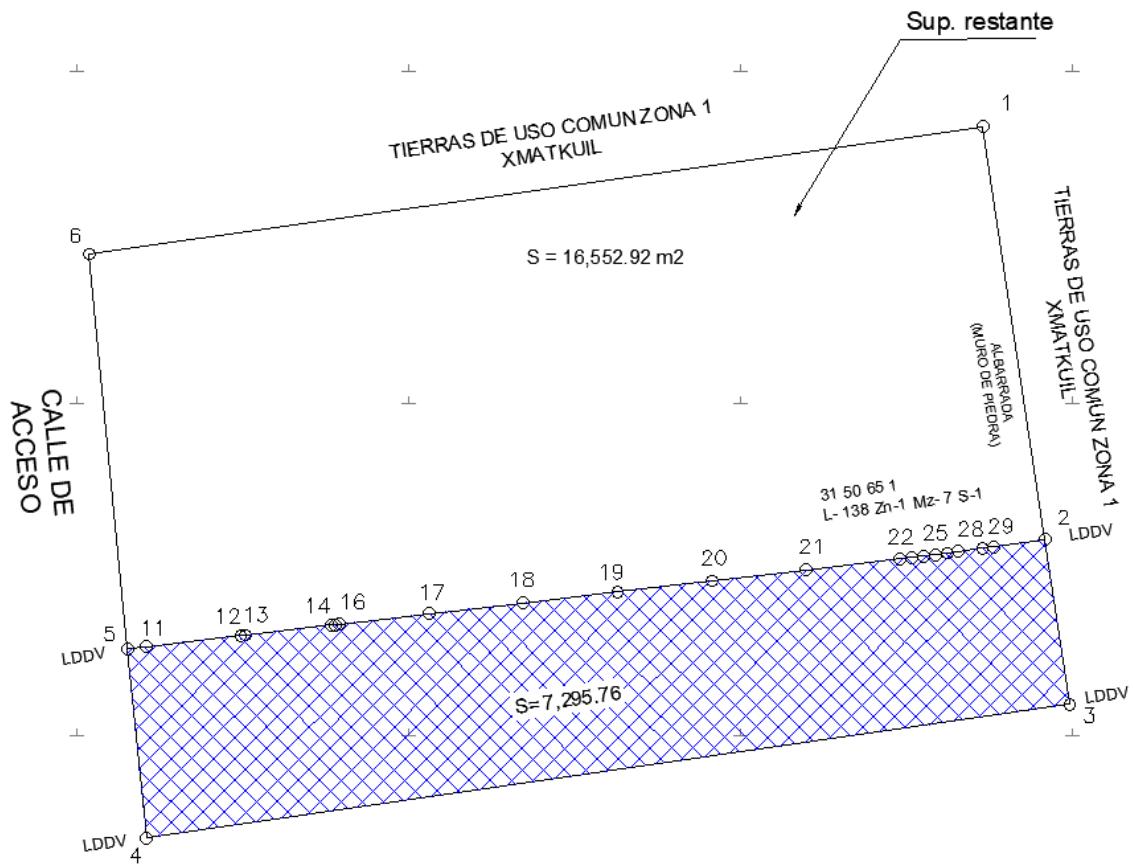 Sup. restante
1
TIERRAS DE USO COMUN ZONA 1
XMATKUIL
6
S = 16,552.92 m2
TIERRAS DE USO COMUN ZONA 1
XMATKUIL
ALBARRADA
(MURO DE PIEDRA)
CALLE DE
ACCESO
31 50 65 1
L- 138 Zn-1 Mz- 7 S-1
2
LDDV
22 25 28 29
21
20
19
18
17
14 16
12 13
11
5
LDDV
S=7,295.76
LDDV
3
LDDV
4